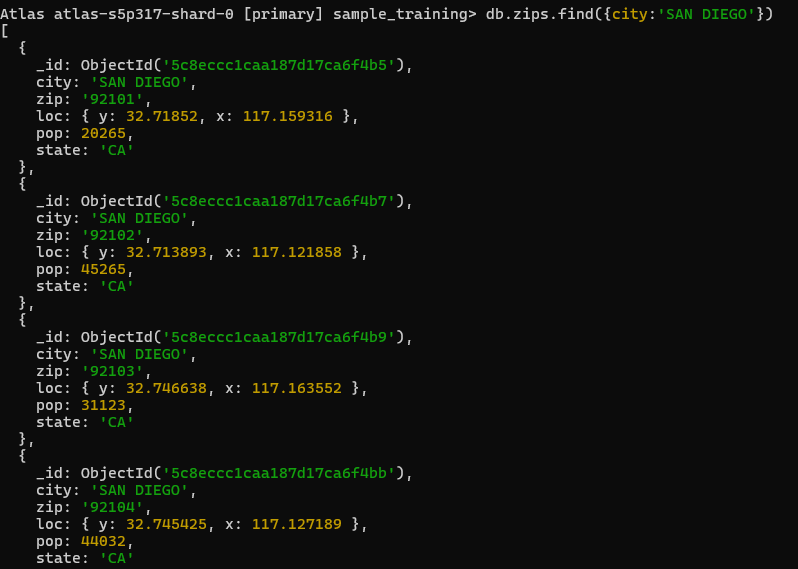 Atlas atlas-s5p317-shard-0 [primary] sample_training> db.zips.find({city:'SAN DIEGO'})
[
  {
    _id: ObjectId('5c8eccc1caa187d17ca6f4b5'),
    city: 'SAN DIEGO',
    zip: '92101',
    loc: { y: 32.71852, x: 117.159316 },
    pop: 20265,
    state: 'CA'
  },
  {
    _id: ObjectId('5c8eccc1caa187d17ca6f4b7'),
    city: 'SAN DIEGO',
    zip: '92102',
    loc: { y: 32.713893, x: 117.121858 },
    pop: 45265,
    state: 'CA'
  },
  {
    _id: ObjectId('5c8eccc1caa187d17ca6f4b9'),
    city: 'SAN DIEGO',
    zip: '92103',
    loc: { y: 32.746638, x: 117.163552 },
    pop: 31123,
    state: 'CA'
  },
  {
    _id: ObjectId('5c8eccc1caa187d17ca6f4bb'),
    city: 'SAN DIEGO',
    zip: '92104',
    loc: { y: 32.745425, x: 117.127189 },
    pop: 44032,
    state: 'CA'